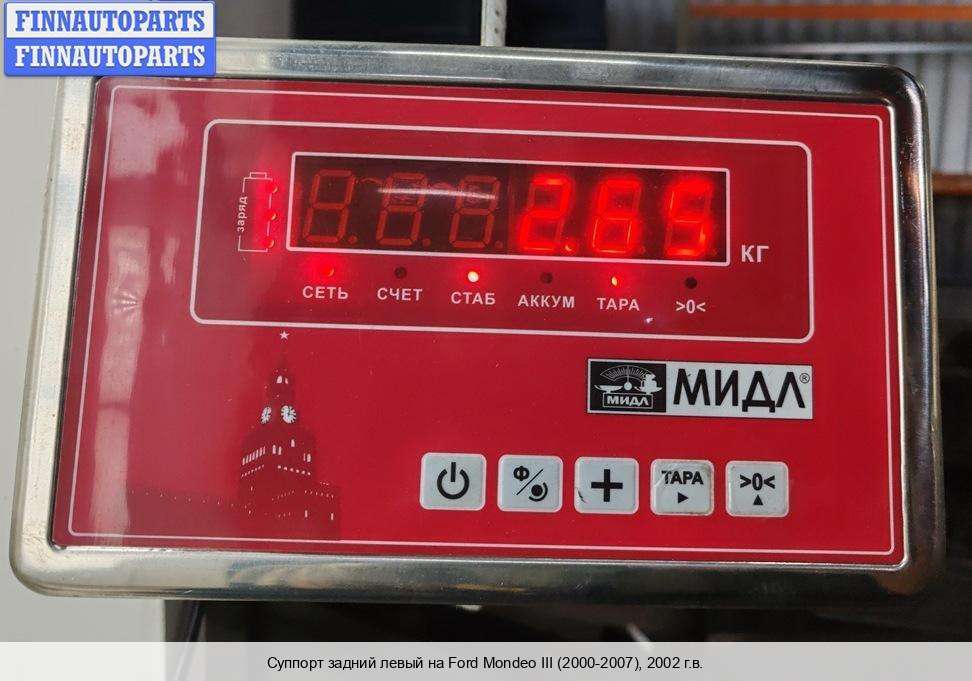 FINNAUTOPARTS
FINNAUTOPARTS
заряд
2.65
КГ
СЕТЬ СЧЕТ СТАБ АККУМ ТАРА >0<
МИДЛ МИДЛ®
Ф ТАРА >0<
Суппорт задний левый на Ford Mondeo III (2000-2007), 2002 г.в.